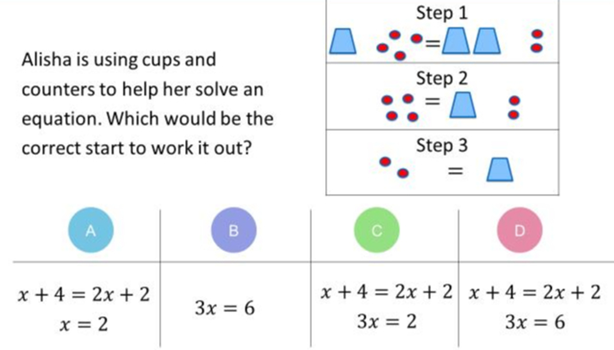 Alisha is using cups and
counters to help her solve an
equation. Which would be the
correct start to work it out?
Step 1
=
Step 2
=
Step 3
=
A
B
C
D
x + 4 = 2x + 2
x = 2
3x = 6
x + 4 = 2x + 2
3x = 2
x + 4 = 2x + 2
3x = 6